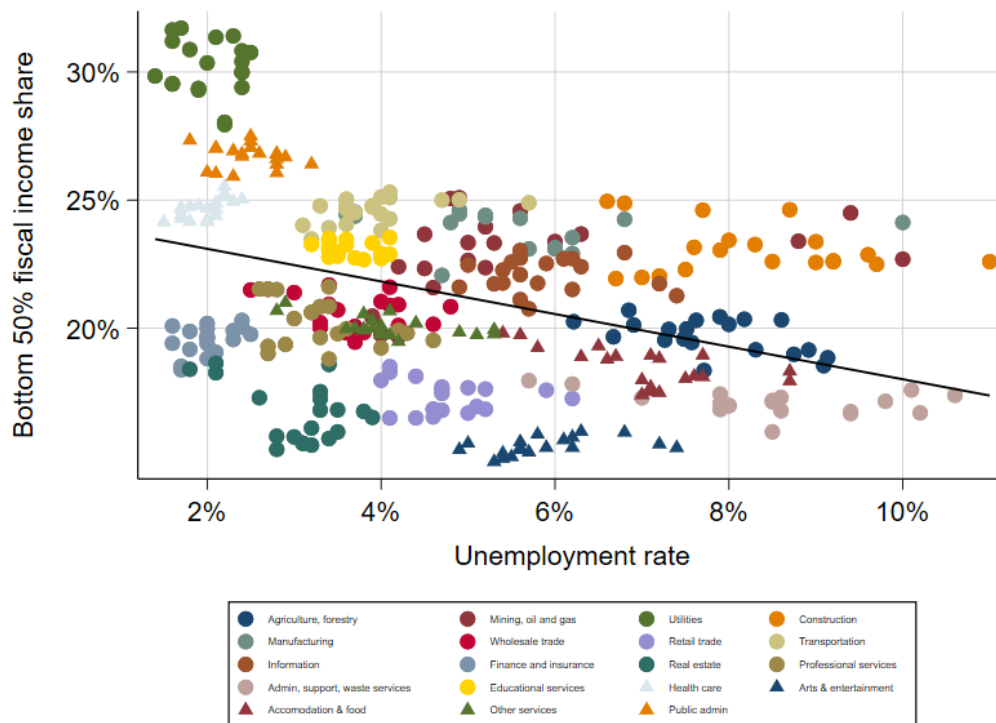 Bottom 50% fiscal income share
30%
25%
20%
2% 4% 6% 8% 10%
Unemployment rate
Agriculture, forestry Mining, oil and gas Utilities Construction
Manufacturing Wholesale trade Retail trade Transportation
Information Finance and insurance Real estate Professional services
Admin, support, waste services Educational services Health care Arts & entertainment
Accomodation & food Other services Public admin